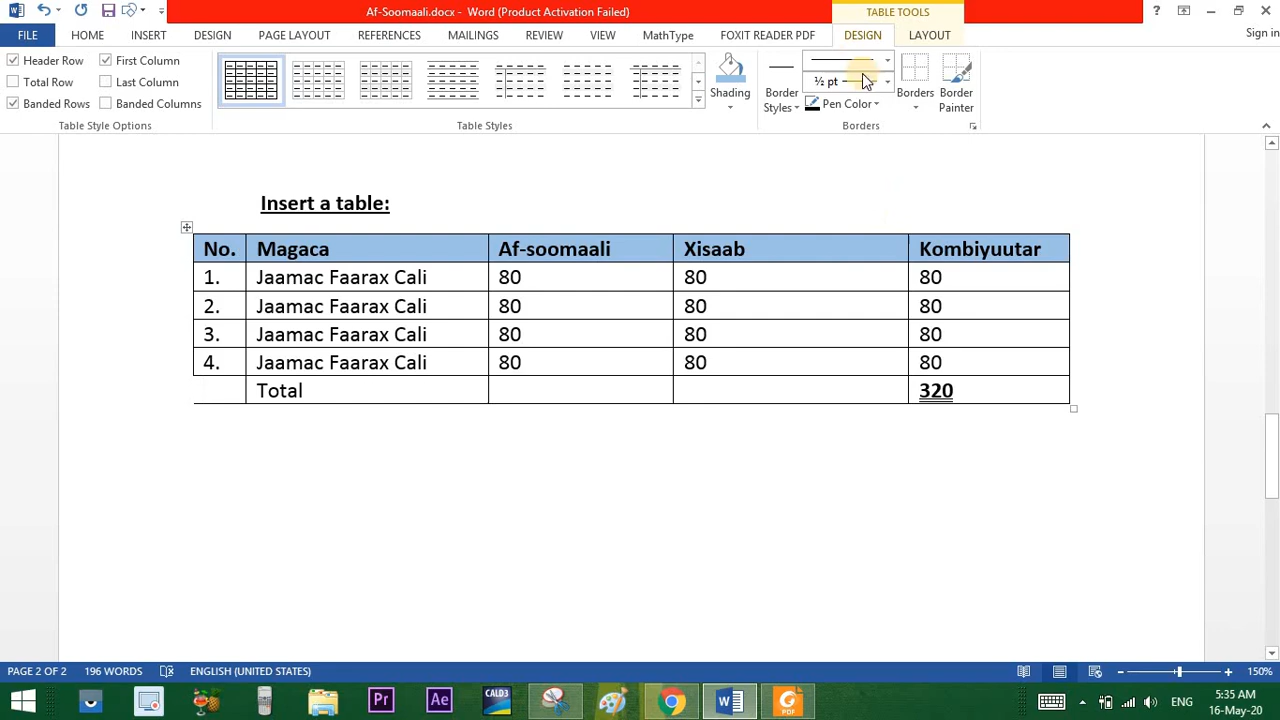 Af-Soomaali.docx - Word (Product Activation Failed)
TABLE TOOLS
FILE HOME INSERT DESIGN PAGE LAYOUT REFERENCES MAILINGS REVIEW VIEW MathType FOXIT READER PDF DESIGN LAYOUT Sign in
Header Row First Column
Total Row Last Column
Banded Rows Banded Columns
Table Style Options
Table Styles
Shading
Border Styles
½ pt
Pen Color
Borders
Border Painter
Borders
Insert a table:
No. Magaca Af-soomaali Xisaab Kombiyuutar
1. Jaamac Faarax Cali 80 80 80
2. Jaamac Faarax Cali 80 80 80
3. Jaamac Faarax Cali 80 80 80
4. Jaamac Faarax Cali 80 80 80
Total 320
PAGE 2 OF 2 196 WORDS ENGLISH (UNITED STATES) 150%
Pr Ae CALD3 PDF ENG
5:35 AM
16-May-20